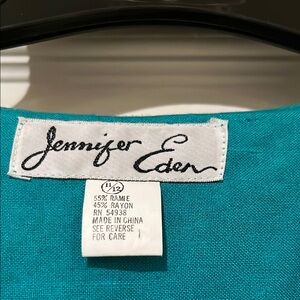 Jennifer Eden
11/12
55% RAMIE
45% RAYON
RN 54938
MADE IN CHINA
SEE REVERSE
FOR CARE